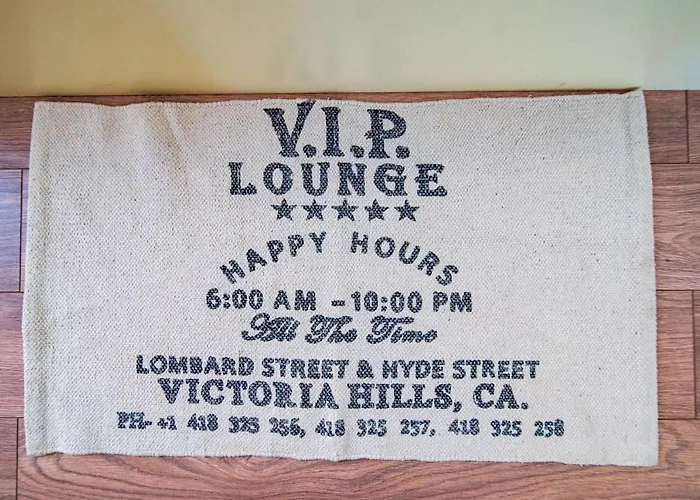 V.I.P.
LOUNGE
★★★★★
HAPPY HOURS
6:00 AM - 10:00 PM
All The Time
LOMBARD STREET & HYDE STREET
VICTORIA HILLS, CA.
PH- +1 418 325 256, 418 325 257, 418 325 258